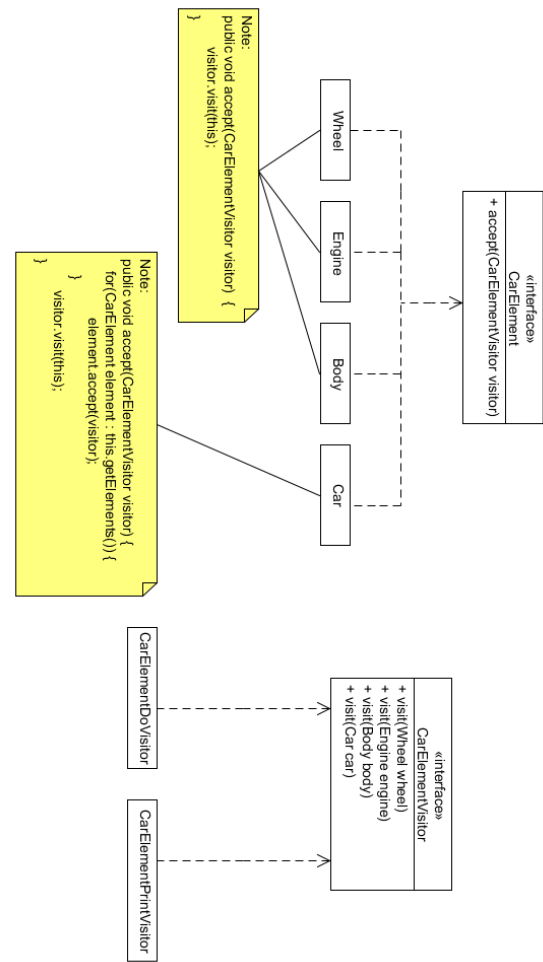 «interface»
CarElement
+ accept(CarElementVisitor visitor)
Wheel
Engine
Body
Car
Note:
public void accept(CarElementVisitor visitor) {
visitor.visit(this);
}
Note:
public void accept(CarElementVisitor visitor) {
for(CarElement element : this.getElements()) {
element.accept(visitor);
}
visitor.visit(this);
}
«interface»
CarElementVisitor
+ visit(Wheel wheel)
+ visit(Engine engine)
+ visit(Body body)
+ visit(Car car)
CarElementDoVisitor
CarElementPrintVisitor